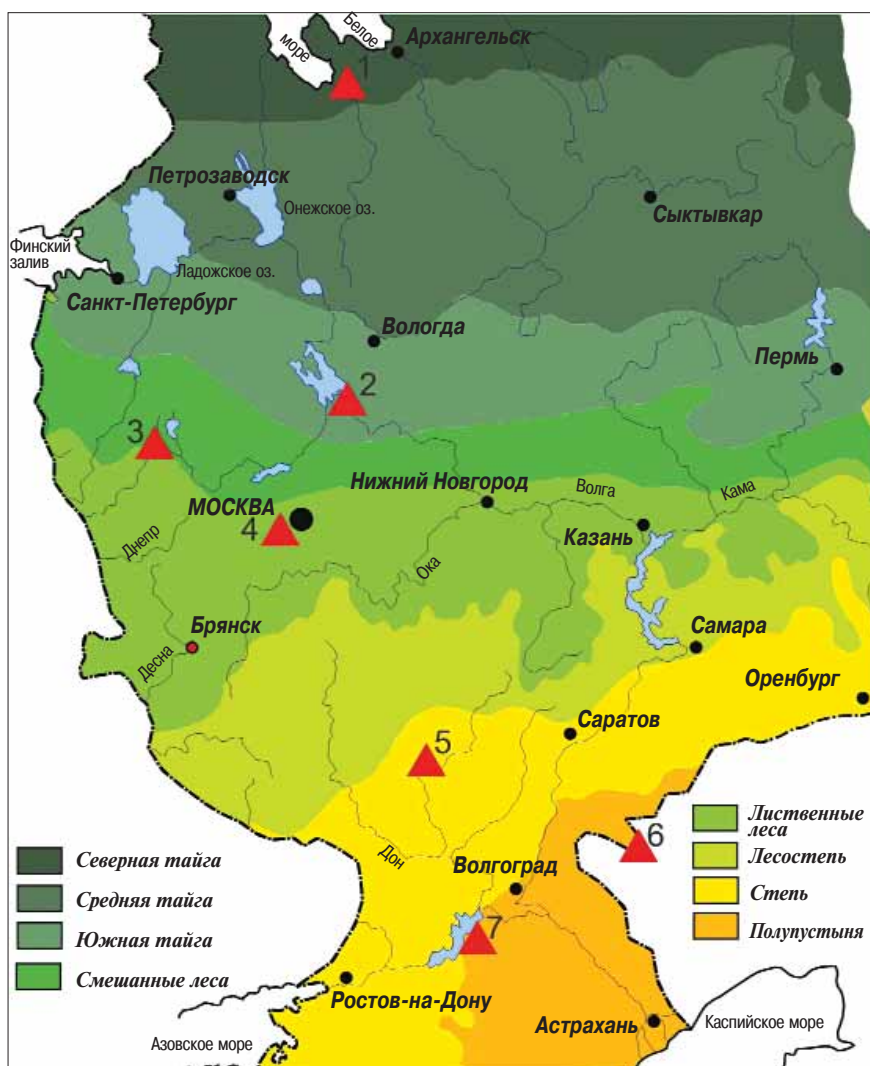 Белое
море
Архангельск
1
Петрозаводск
Онежское оз.
Сыктывкар
Финский
залив
Ладожское оз.
Санкт-Петербург
Вологда
Пермь
2
3
Нижний Новгород
Волга
Кама
МОСКВА
4
Днепр
Ока
Казань
Брянск
Десна
Самара
Оренбург
Саратов
5
6
Дон
Волгоград
7
Ростов-на-Дону
Астрахань
Каспийское море
Азовское море
Северная тайга
Средняя тайга
Южная тайга
Смешанные леса
Лиственные
леса
Лесостепь
Степь
Полупустыня